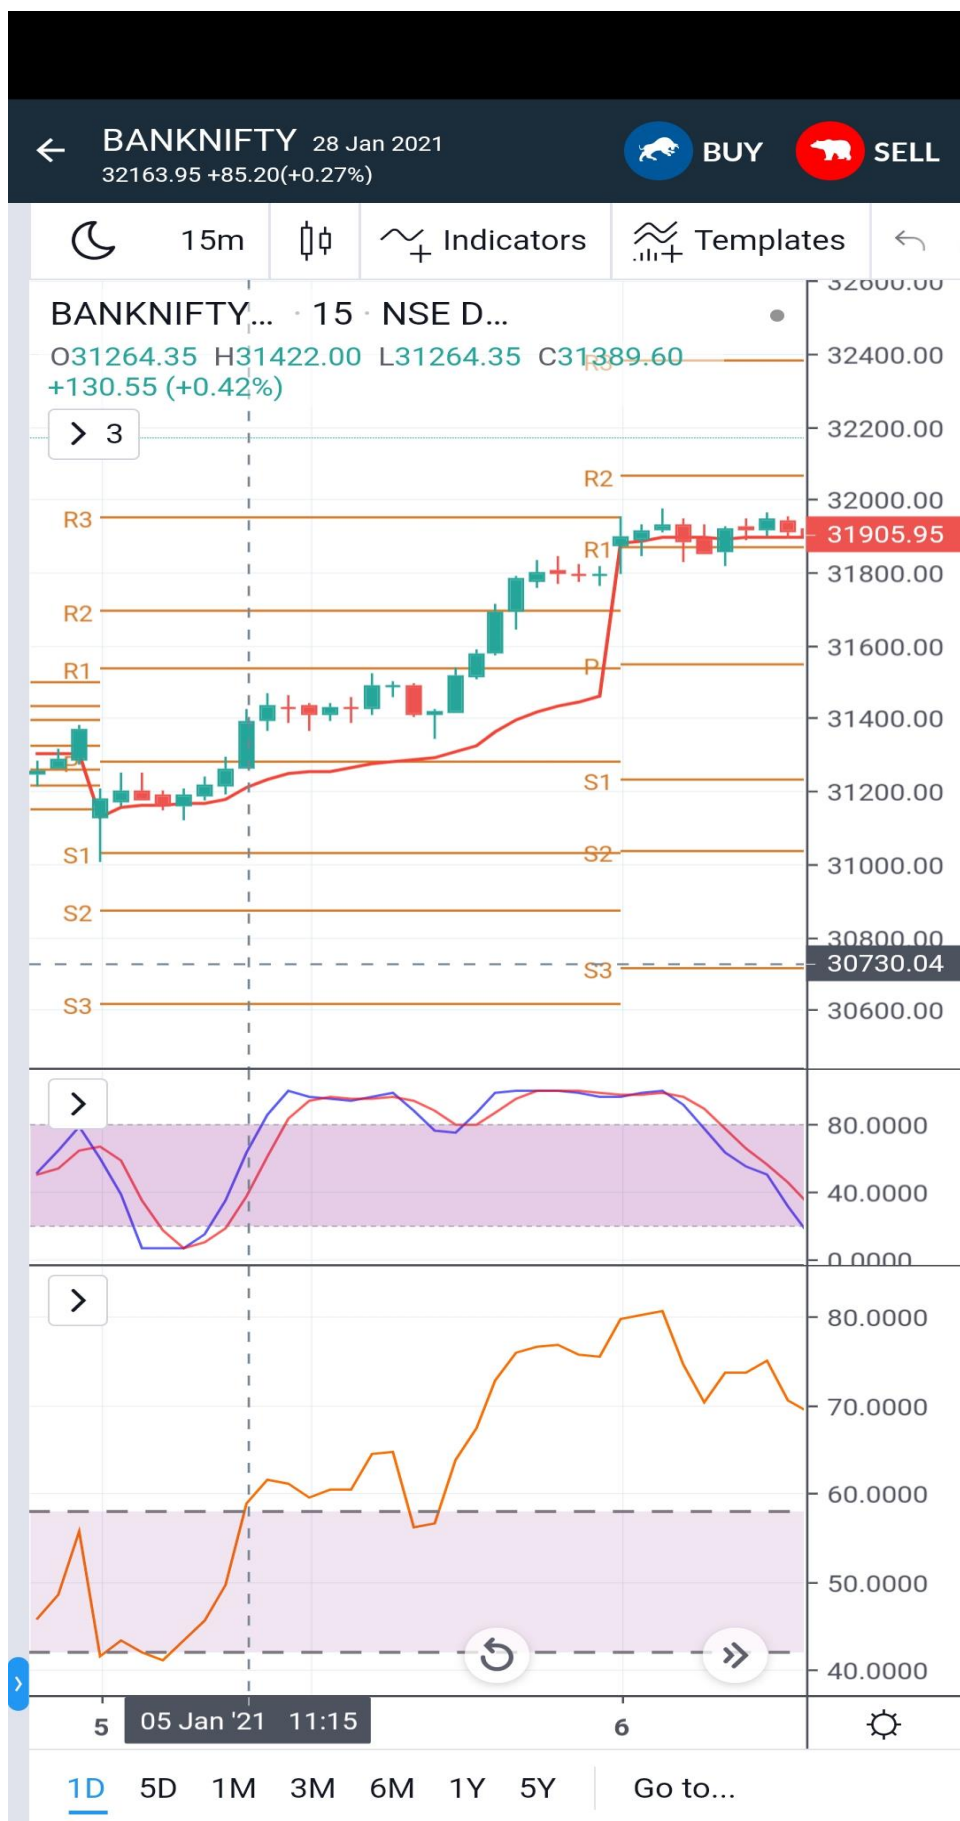 BANKNIFTY 28 Jan 2021
32163.95 +85.20(+0.27%)
BUY
SELL
15m
Indicators
Templates
BANKNIFTY... · 15 · NSE D...
O31264.35 H31422.00 L31264.35 C31389.60
+130.55 (+0.42%)
3
32600.00
R3
32400.00
32200.00
R2
32000.00
R3
31905.95
R1
31800.00
R2
31600.00
R1
P
31400.00
S1
31200.00
S1
S2
31000.00
S2
30800.00
30730.04
S3
S3
30600.00
80.0000
40.0000
0.0000
80.0000
70.0000
60.0000
50.0000
40.0000
5
05 Jan '21 11:15
6
1D 5D 1M 3M 6M 1Y 5Y Go to...